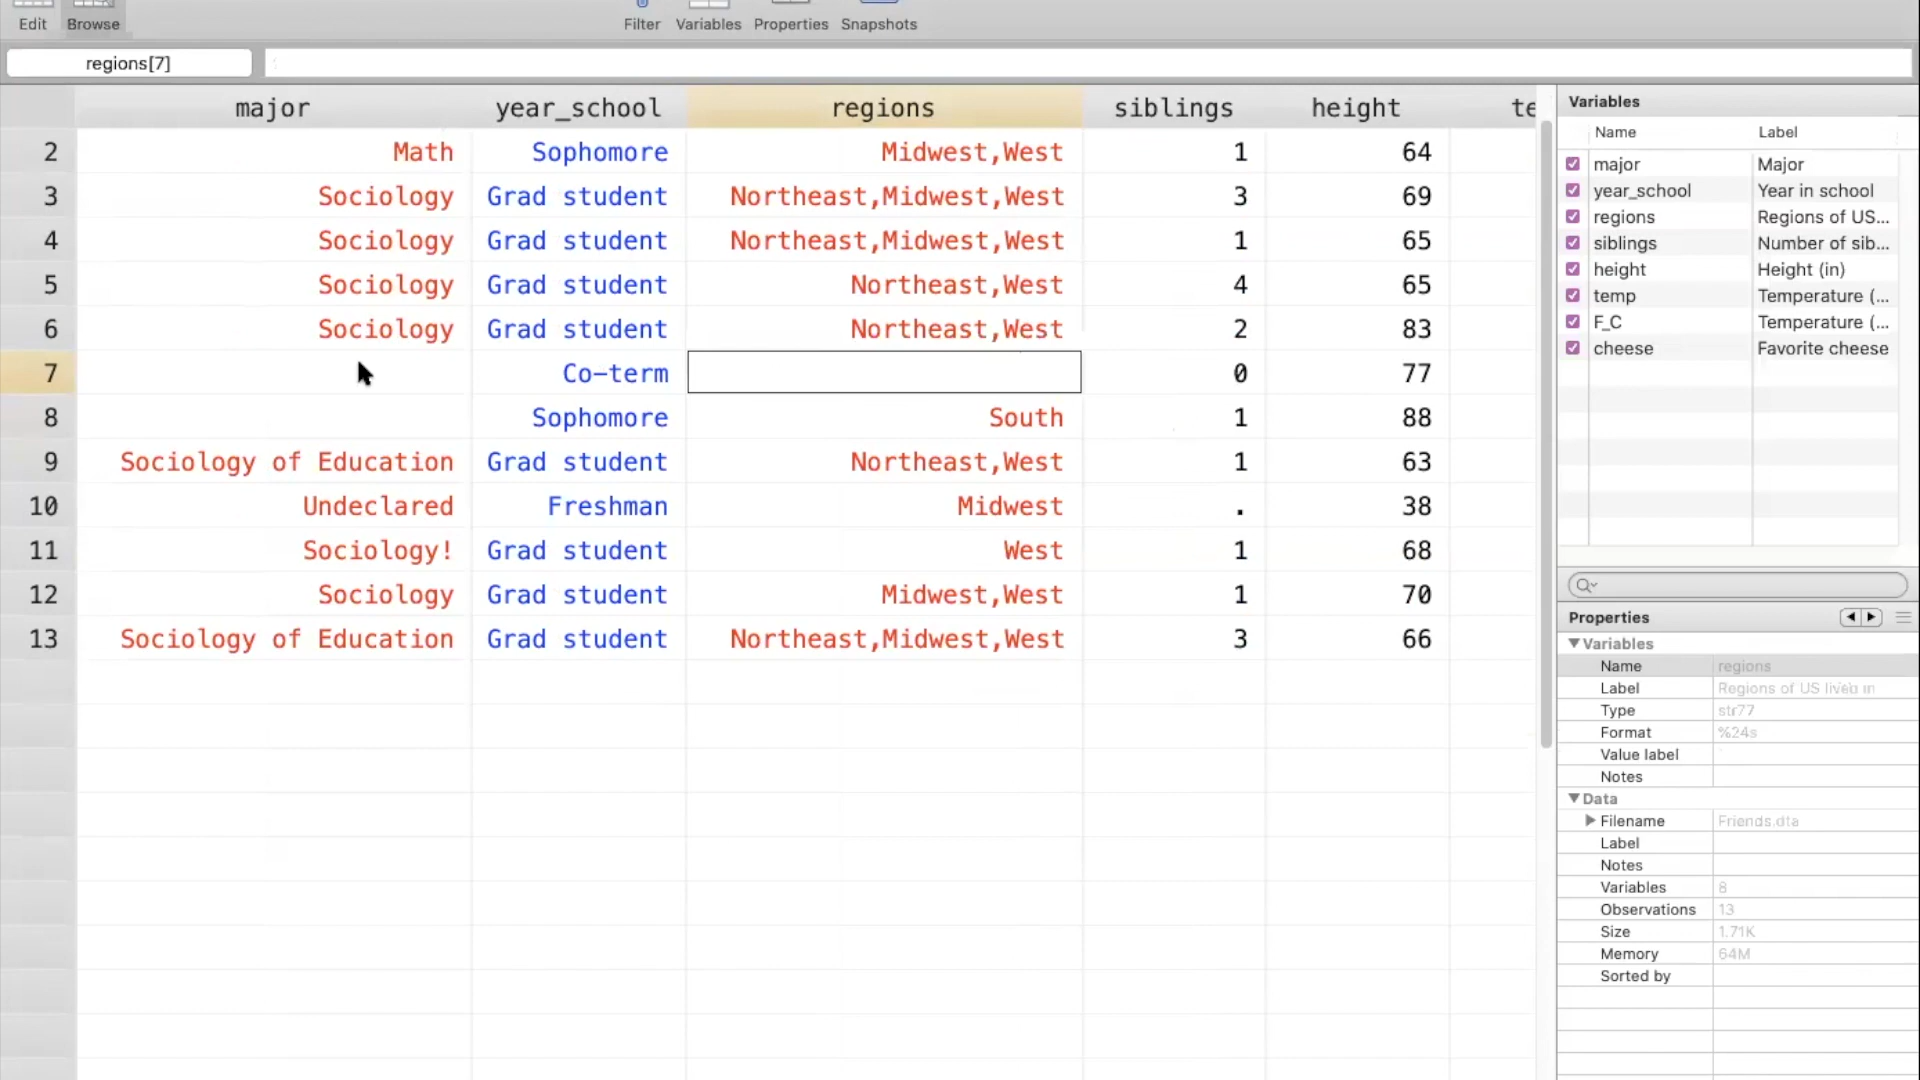 Edit Browse Filter Variables Properties Snapshots
regions[7]
major year_school regions siblings height te
2 Math Sophomore Midwest,West 1 64
3 Sociology Grad student Northeast,Midwest,West 3 69
4 Sociology Grad student Northeast,Midwest,West 1 65
5 Sociology Grad student Northeast,West 4 65
6 Sociology Grad student Northeast,West 2 83
7 Co-term 0 77
8 Sophomore South 1 88
9 Sociology of Education Grad student Northeast,West 1 63
10 Undeclared Freshman Midwest . 38
11 Sociology! Grad student West 1 68
12 Sociology Grad student Midwest,West 1 70
13 Sociology of Education Grad student Northeast,Midwest,West 3 66
Variables
Name Label
major Major
year_school Year in school
regions Regions of US...
siblings Number of sib...
height Height (in)
temp Temperature (...
F_C Temperature (...
cheese Favorite cheese
Properties
Variables
Name regions
Label Regions of US lived in
Type str77
Format %24s
Value label
Notes
Data
Filename Friends.dta
Label
Notes
Variables 8
Observations 13
Size 1.71K
Memory 64M
Sorted by